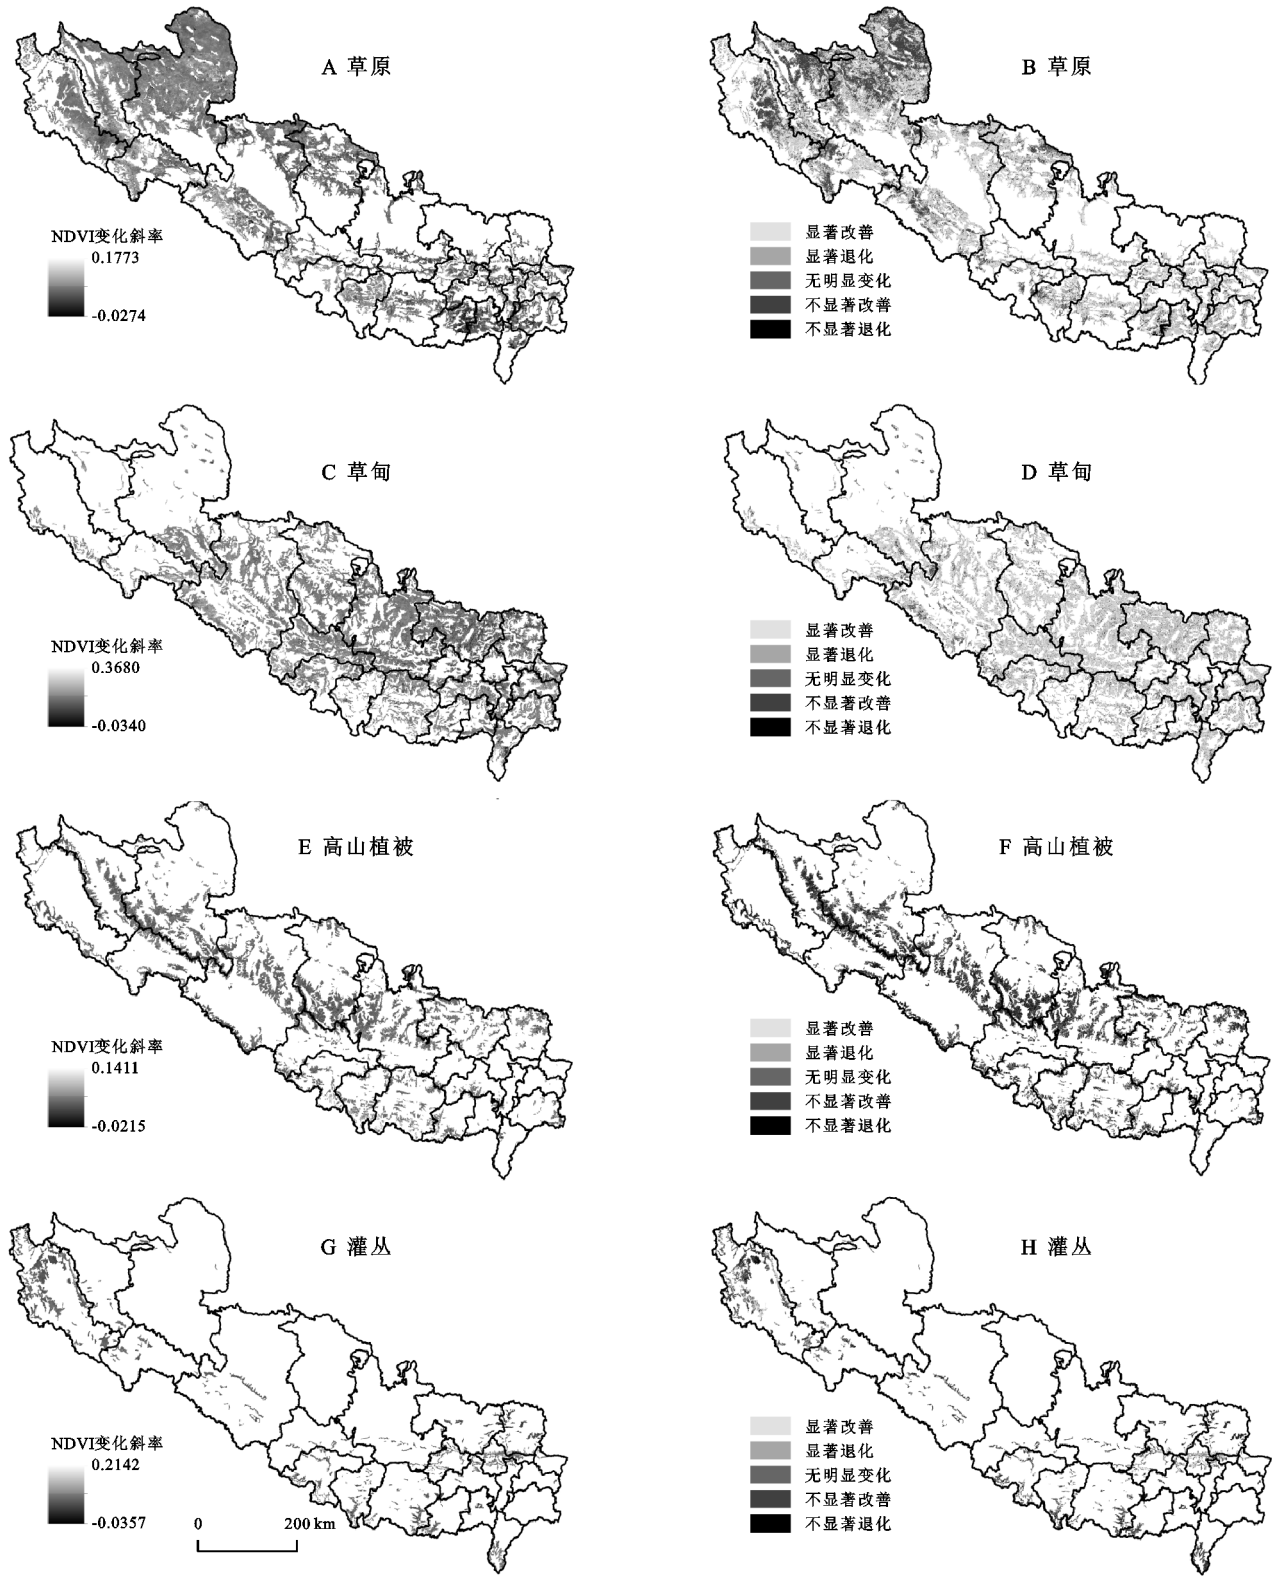 A 草原
NDVI变化斜率
0.1773
-0.0274
B 草原
显著改善
显著退化
无明显变化
不显著改善
不显著退化
C 草甸
NDVI变化斜率
0.3680
-0.0340
D 草甸
显著改善
显著退化
无明显变化
不显著改善
不显著退化
E 高山植被
NDVI变化斜率
0.1411
-0.0215
F 高山植被
显著改善
显著退化
无明显变化
不显著改善
不显著退化
G 灌丛
NDVI变化斜率
0.2142
-0.0357
0 200 km
H 灌丛
显著改善
显著退化
无明显变化
不显著改善
不显著退化